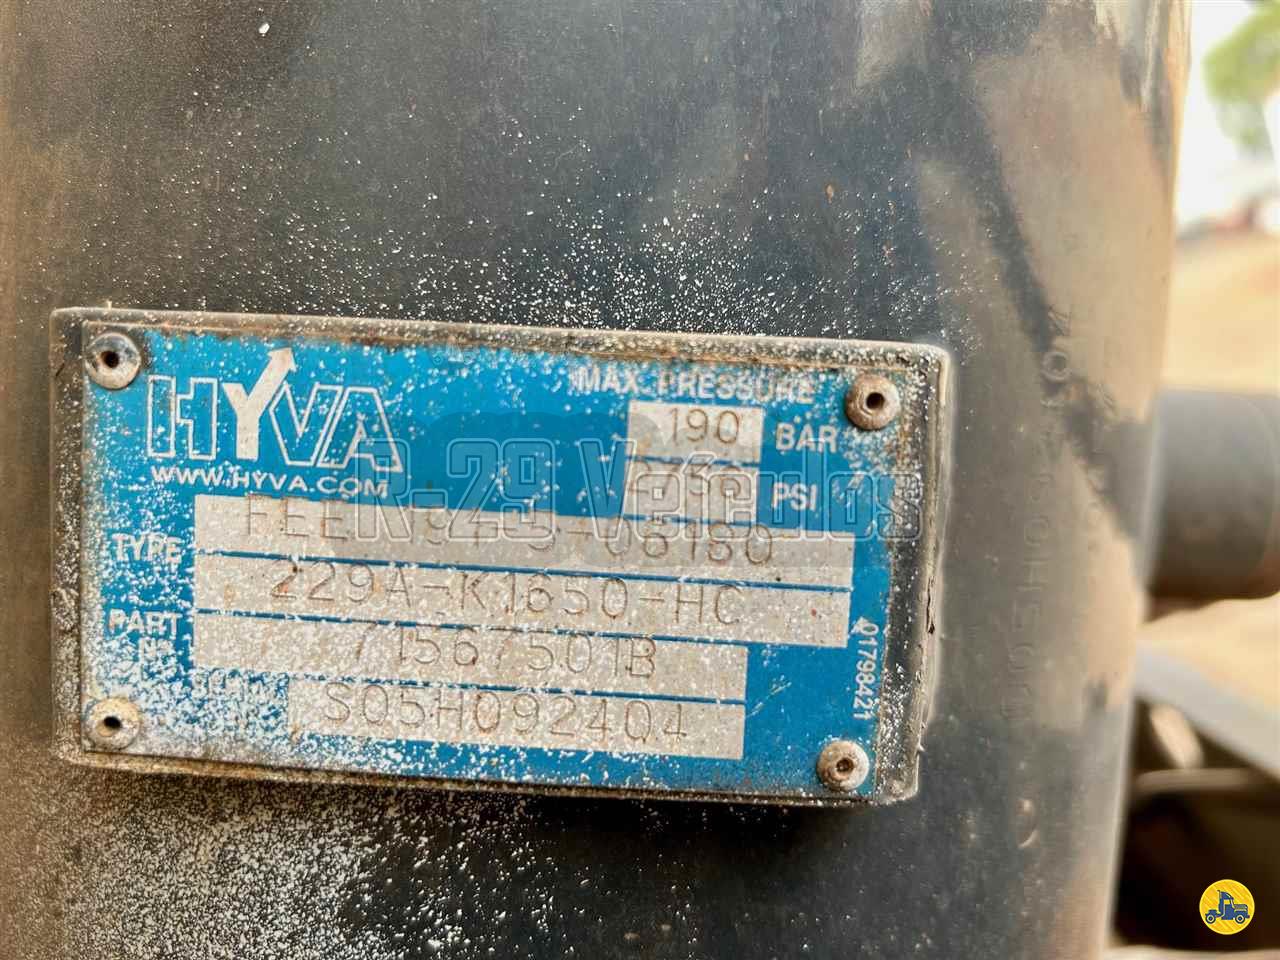 HYVA
WWW.HYVA.COM
MAX. PRESSURE
190 BAR
PSI
R-29 Veículos
TYPE
229A-K1650-HC
PART
71567501B
S05H092404
01798421